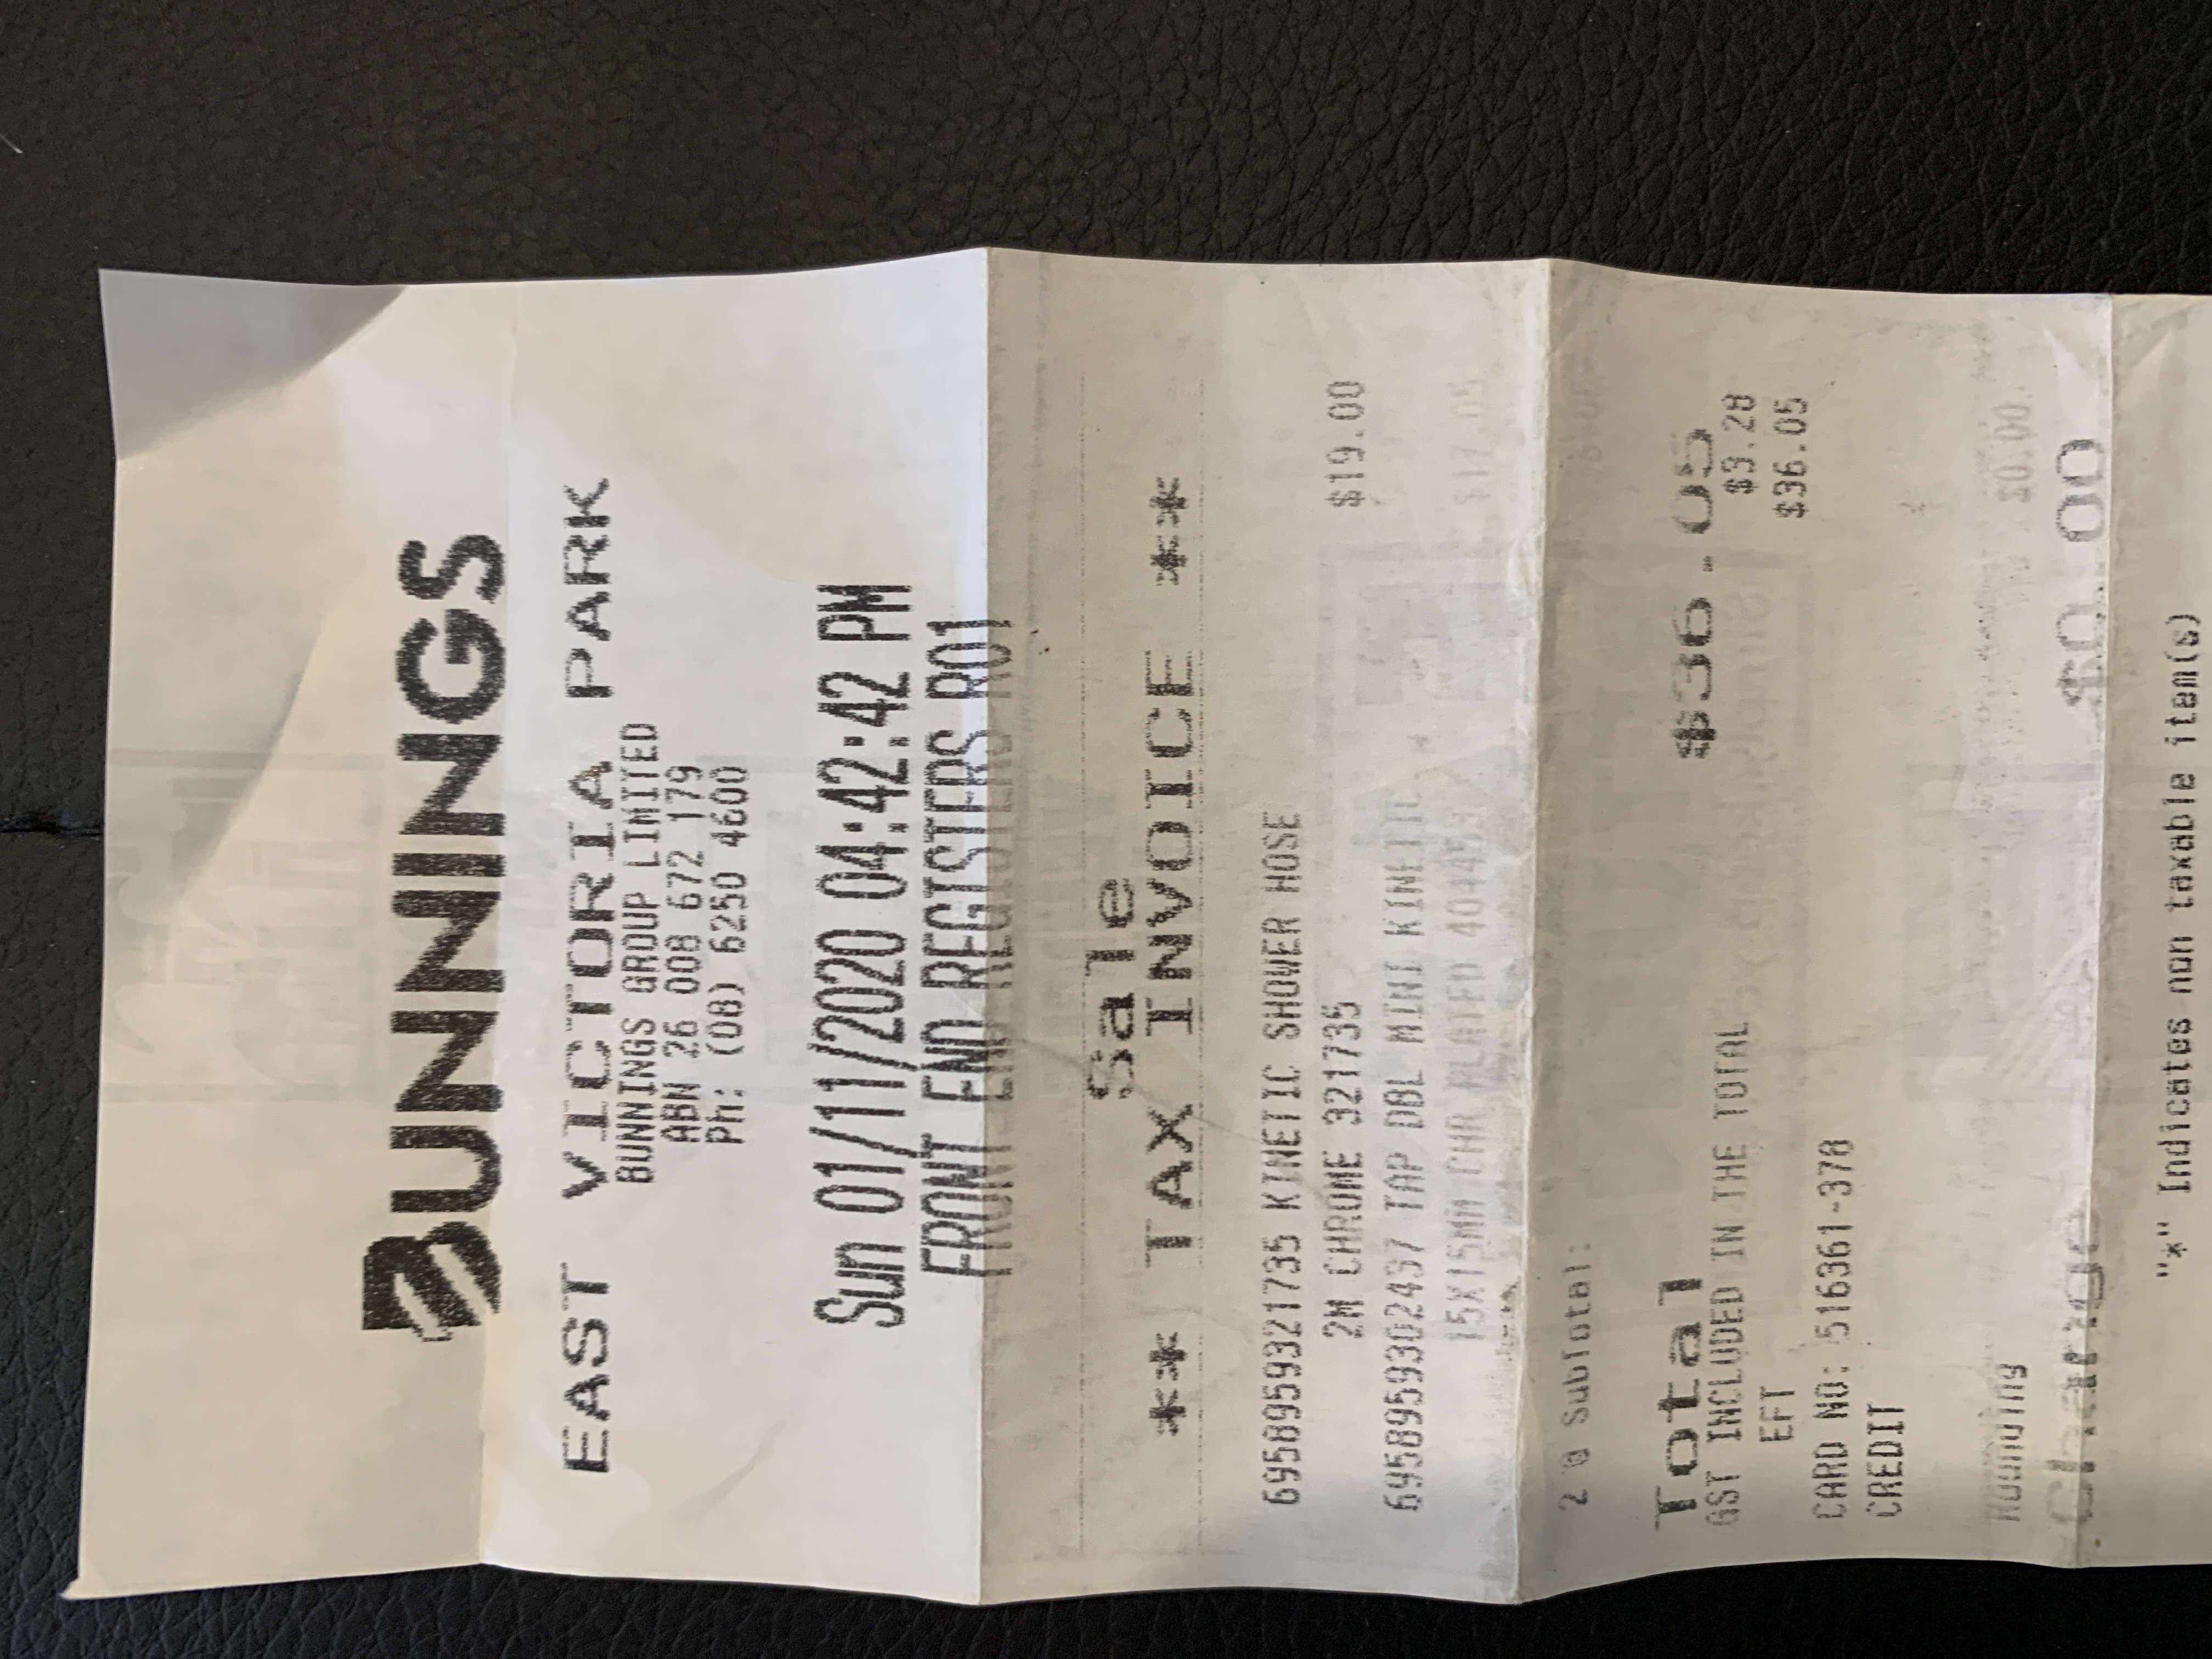 BUNNINGS
EAST VICTORIA PARK
BUNNINGS GROUP LIMITED
ABN 26 008 672 179
Ph: (08) 6250 4600
Sun 01/11/2020 04:42:42 PM
FRONT END REGISTERS R01
Sale
** TAX INVOICE **
6958959321735 KINETIC SHOWER HOSE
2M CHROME 321735 $19.00
6958959302437 TAP DBL MINI KINETIC
15X15MM CHR PLATED 404453 $17.05
2 @ SubTotal:
Total $36.05
GST INCLUDED IN THE TOTAL $3.28
EFT $36.05
CARD NO: 516361-378
CREDIT
Rounding $0.00
Change $0.00
"*" Indicates non taxable item(s)